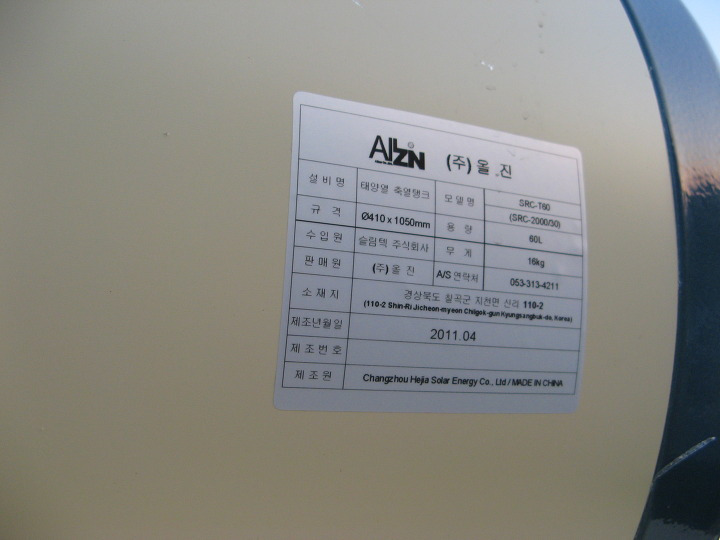 AllZN (주)올진
설비명 태양열 축열탱크 모델명 SRC-T60 (SRC-2000/30)
규격 Ø410 x 1050mm 용량 60L
수입원 슬림텍 주식회사 무게 16kg
판매원 (주)올진 A/S 연락처 053-313-4211
소재지 경상북도 칠곡군 지천면 신리 110-2
(110-2 Shin-Ri Jicheon-myeon Chilgok-gun Kyungsangbuk-do, Korea)
제조년월일 2011.04
제조번호
제조원 Changzhou Hejia Solar Energy Co., Ltd / MADE IN CHINA